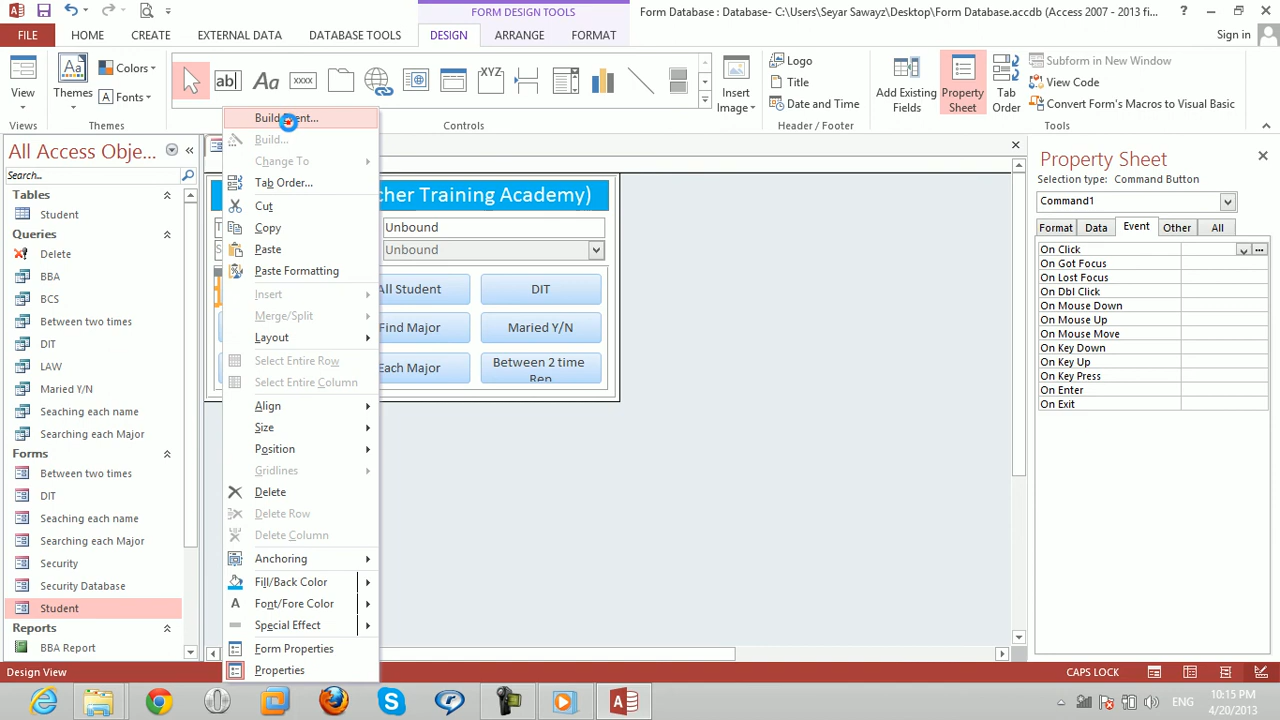 FORM DESIGN TOOLS
Form Database : Database- C:\Users\Seyar Sawayz\Desktop\Form Database.accdb (Access 2007 - 2013 fi...
FILE
HOME
CREATE
EXTERNAL DATA
DATABASE TOOLS
DESIGN
ARRANGE
FORMAT
Sign in
View
Themes
Colors
Fonts
ab|
Aa
xxxx
XYZ
Insert
Image
Logo
Title
Date and Time
Add Existing
Fields
Property
Sheet
Tab
Order
Subform in New Window
View Code
Convert Form's Macros to Visual Basic
Views
Themes
Controls
Header / Footer
Tools
All Access Obje...
Search...
Tables
Student
Queries
Delete
BBA
BCS
Between two times
DIT
LAW
Maried Y/N
Seaching each name
Searching each Major
Forms
Between two times
DIT
Seaching each name
Searching each Major
Security
Security Database
Student
Reports
BBA Report
Build...
Change To
Tab Order...
Cut
Copy
Paste
Paste Formatting
Insert
Merge/Split
Layout
Select Entire Row
Select Entire Column
Align
Size
Position
Gridlines
Delete
Delete Row
Delete Column
Anchoring
Fill/Back Color
Font/Fore Color
Special Effect
Form Properties
Properties
cher Training Academy)
Unbound
Unbound
All Student
DIT
Find Major
Maried Y/N
Each Major
Between 2 time
Rep
Property Sheet
Selection type: Command Button
Command1
Format
Data
Event
Other
All
On Click
On Got Focus
On Lost Focus
On Dbl Click
On Mouse Down
On Mouse Up
On Mouse Move
On Key Down
On Key Up
On Key Press
On Enter
On Exit
Design View
CAPS LOCK
ENG
10:15 PM
4/20/2013